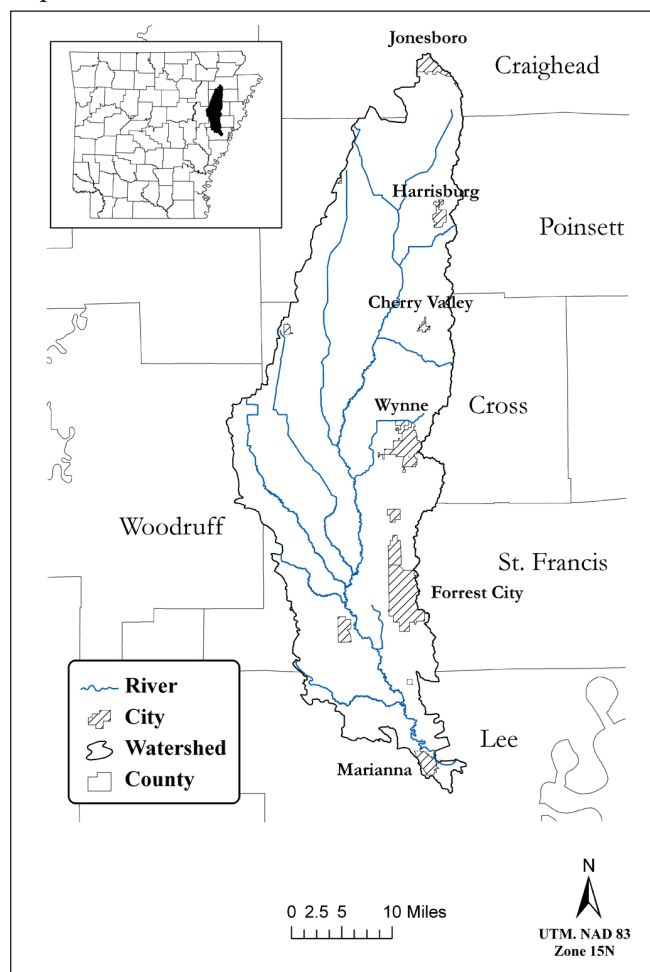 Jonesboro
Craighead
Harrisburg
Poinsett
Cherry Valley
Wynne
Cross
Woodruff
St. Francis
Forrest City
River
City
Watershed
County
Lee
Marianna
N
0 2.5 5 10 Miles
UTM. NAD 83
Zone 15N